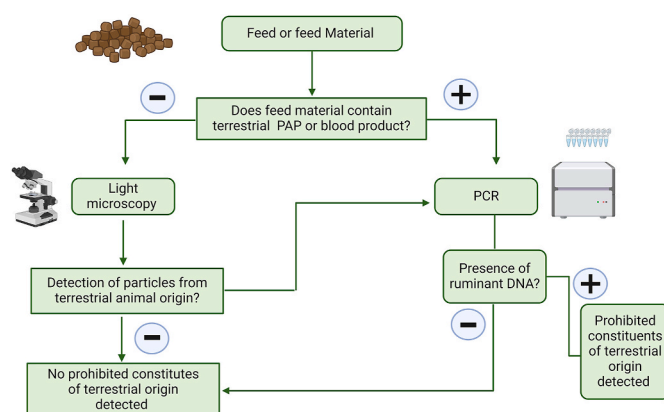 Feed or feed Material
Does feed material contain
terrestrial PAP or blood product?
Light
microscopy
PCR
Detection of particles from
terrestrial animal origin?
Presence of
ruminant DNA?
Prohibited
constituents
of terrestrial
origin
detected
No prohibited constitutes
of terrestrial origin
detected